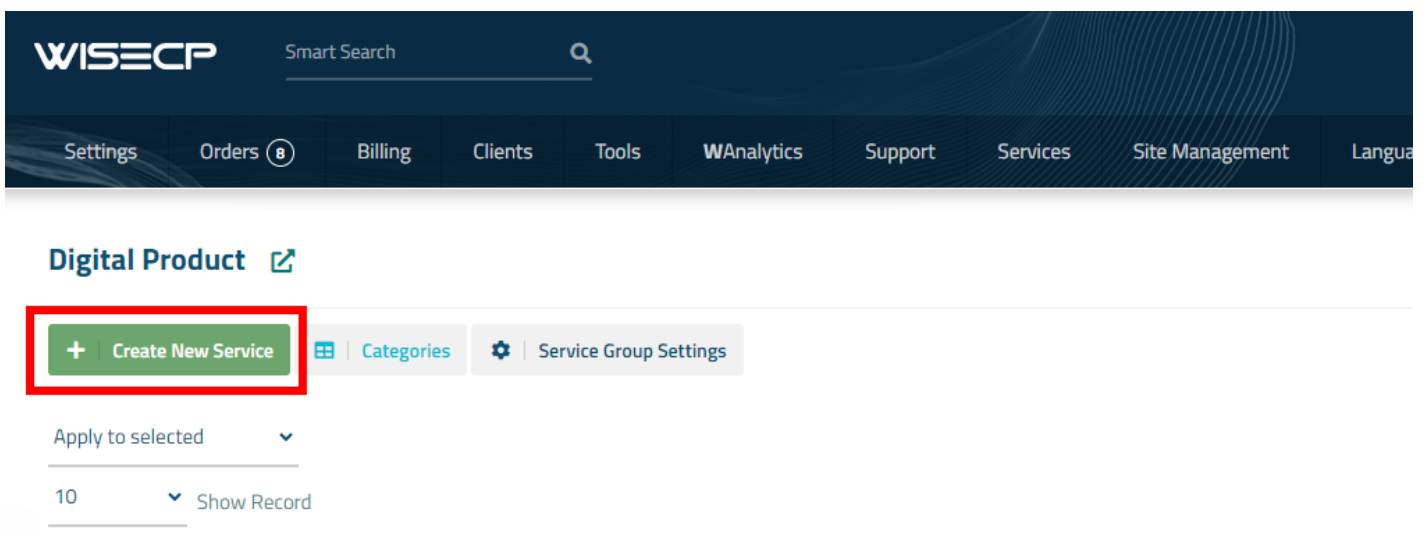 WISECP Smart Search
Settings Orders 8 Billing Clients Tools WAnalytics Support Services Site Management Langua
Digital Product
+ Create New Service Categories Service Group Settings
Apply to selected
10 Show Record